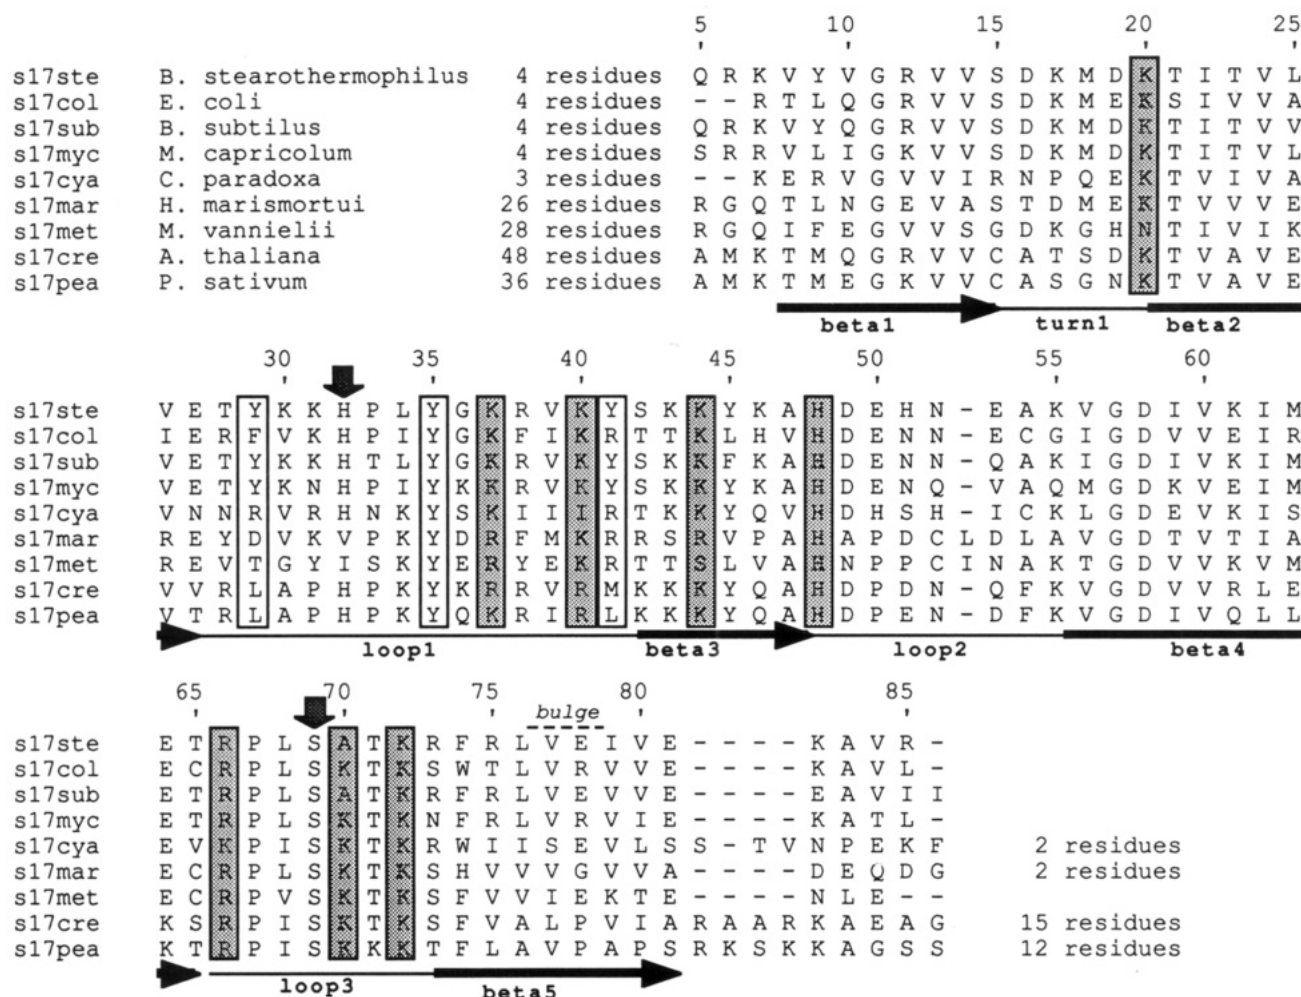 5 10 15 20 25
s17ste B. stearothermophilus 4 residues Q R K V Y V G R V V S D K M D K T I T V L
s17col E. coli 4 residues - - R T L Q G R V V S D K M E K S I V V A
s17sub B. subtilus 4 residues Q R K V Y Q G R V V S D K M D K T I T V V
s17myc M. capricolum 4 residues S R R V L I G K V V S D K M D K T I T V L
s17cya C. paradoxa 3 residues - - K E R V G V V I R N P Q E K T V I V A
s17mar H. marismortui 26 residues R G Q T L N G E V A S T D M E K T V V V E
s17met M. vannielii 28 residues R G Q I F E G V V S G D K G H N T I V I K
s17cre A. thaliana 48 residues A M K T M Q G R V V C A T S D K T V A V E
s17pea P. sativum 36 residues A M K T M E G K V V C A S G N K T V A V E
beta1 turn1 beta2
30 35 40 45 50 55 60
s17ste V E T Y K K H P L Y G K R V K Y S K K Y K A H D E H N - E A K V G D I V K I M
s17col I E R F V K H P I Y G K F I K R T T K L H V H D E N N - E C G I G D V V E I R
s17sub V E T Y K K H T L Y G K R V K Y S K K F K A H D E N N - Q A K I G D I V K I M
s17myc V E T Y K N H P I Y K K R V K Y S K K Y K A H D E N Q - V A Q M G D K V E I M
s17cya V N N R V R H N K Y S K I I I R T K K Y Q V H D H S H - I C K L G D E V K I S
s17mar R E Y D V K V P K Y D R F M K R R S R V P A H A P D C L D L A V G D T V T I A
s17met R E V T G Y I S K Y E R Y E K R T T S L V A H N P P C I N A K T G D V V K V M
s17cre V V R L A P H P K Y K R R V R M K K K Y Q A H D P D N - Q F K V G D V V R L E
s17pea V T R L A P H P K Y Q K R I R L K K K Y Q A H D P E N - D F K V G D I V Q L L
loop1 beta3 loop2 beta4
65 70 75 80 85
bulge
s17ste E T R P L S A T K R F R L V E I V E - - - - K A V R -
s17col E C R P L S K T K S W T L V R V V E - - - - K A V L -
s17sub E T R P L S A T K R F R L V E V V E - - - - E A V I I
s17myc E T R P L S K T K N F R L V R V I E - - - - K A T L -
s17cya E V K P I S K T K R W I I S E V L S S - T V N P E K F 2 residues
s17mar E C R P L S K T K S H V V V G V V A - - - - D E Q D G 2 residues
s17met E C R P V S K T K S F V V I E K T E - - - - N L E - -
s17cre K S R P I S K T K S F V A L P V I A R A A R K A E A G 15 residues
s17pea K T R P I S K K K T F L A V P A P S R K S K K A G S S 12 residues
loop3 beta5